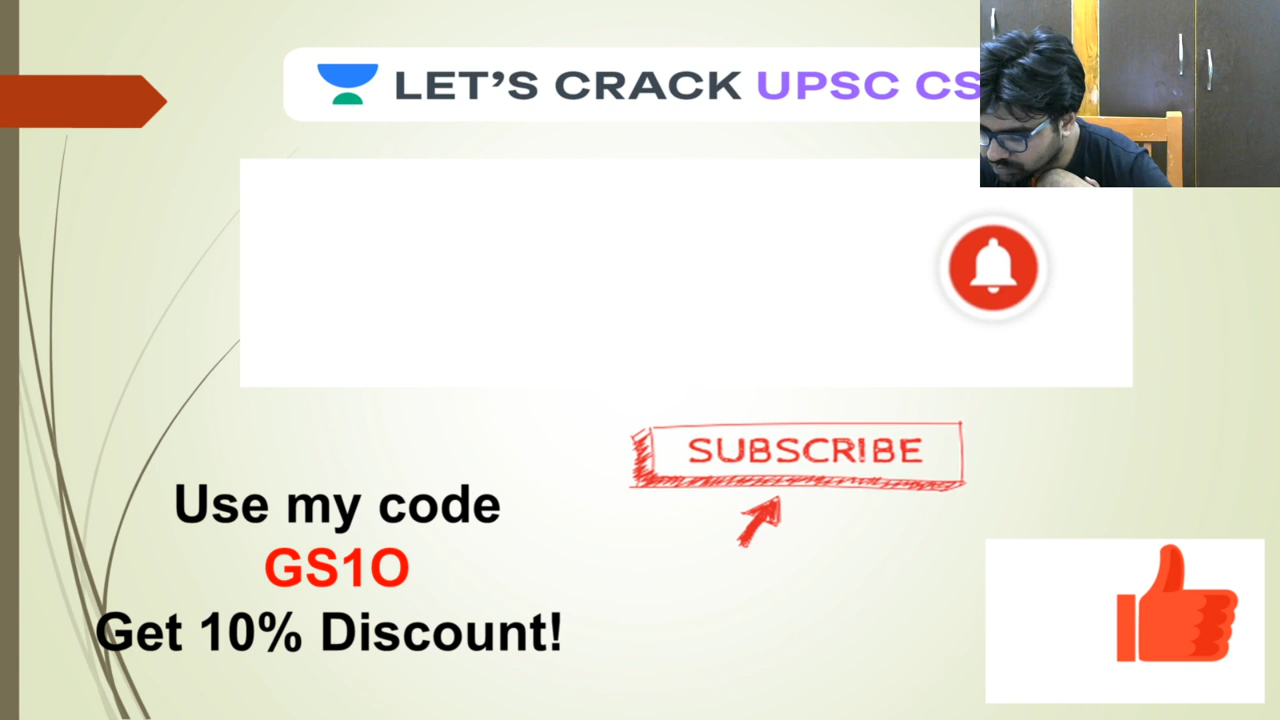 LET'S CRACK UPSC CS
SUBSCRIBE
Use my code
GS1O
Get 10% Discount!